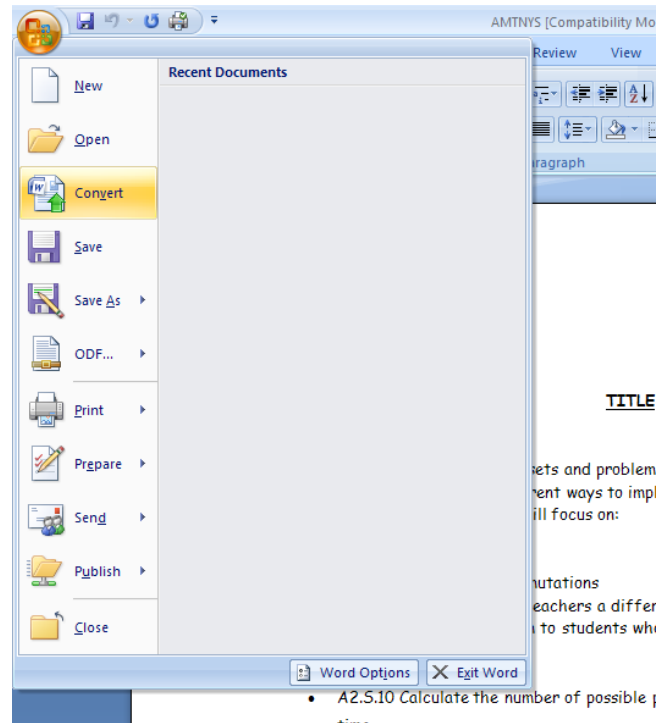 AMTNYS [Compatibility Mo
Review View
Recent Documents
New
Open
Convert
Save
Save As
ODF...
Print
Prepare
Send
Publish
Close
Word Options Exit Word
aragraph
TITLE
sets and problem
rent ways to impl
ill focus on:
nutations
eachers a differ
to students whe
• A2.S.10 Calculate the number of possible p